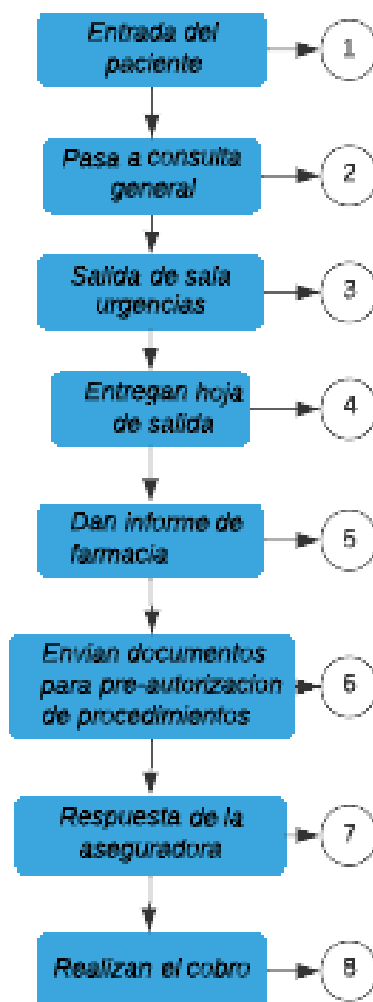 Entrada del
paciente
1
Pasa a consulta
general
2
Salida de sala
urgencias
3
Entregan hoja
de salida
4
Dan informe de
farmacia
5
Envian documentos
para pre-autorizacion
de procedimientos
6
Respuesta de la
aseguradora
7
Realizan el cobro
8